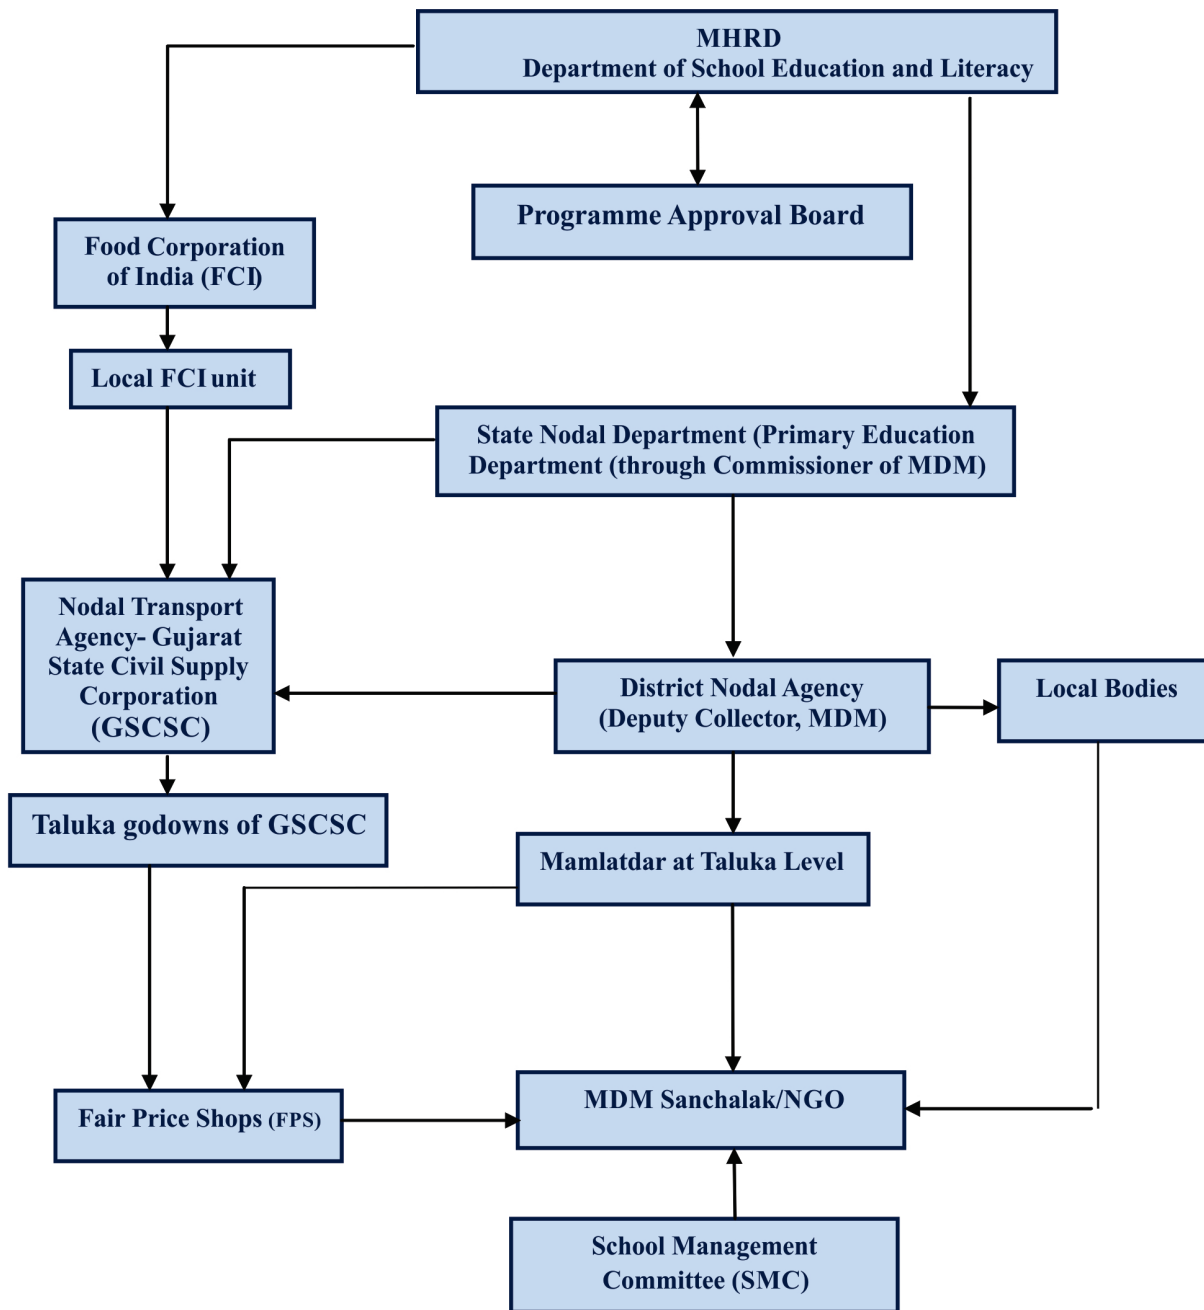 MHRD
Department of School Education and Literacy
Programme Approval Board
Food Corporation
of India (FCI)
Local FCI unit
State Nodal Department (Primary Education
Department (through Commissioner of MDM)
Nodal Transport
Agency- Gujarat
State Civil Supply
Corporation
(GSCSC)
District Nodal Agency
(Deputy Collector, MDM)
Local Bodies
Taluka godowns of GSCSC
Mamlatdar at Taluka Level
Fair Price Shops (FPS)
MDM Sanchalak/NGO
School Management
Committee (SMC)